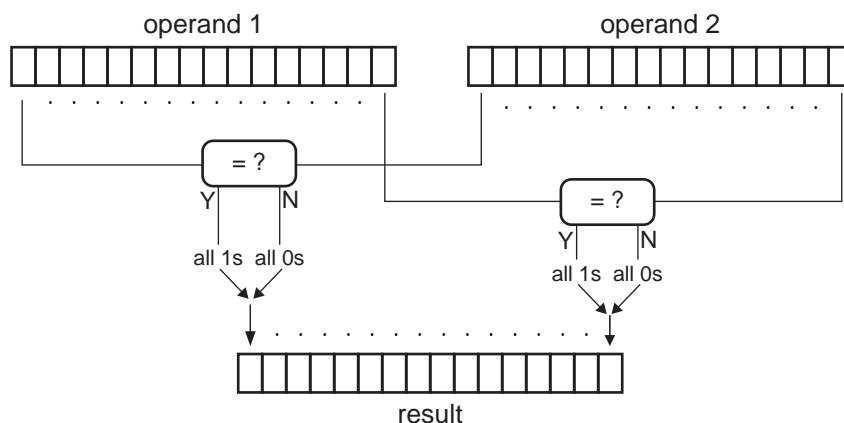 operand 1
operand 2
= ?
Y N
all 1s all 0s
= ?
Y N
all 1s all 0s
result